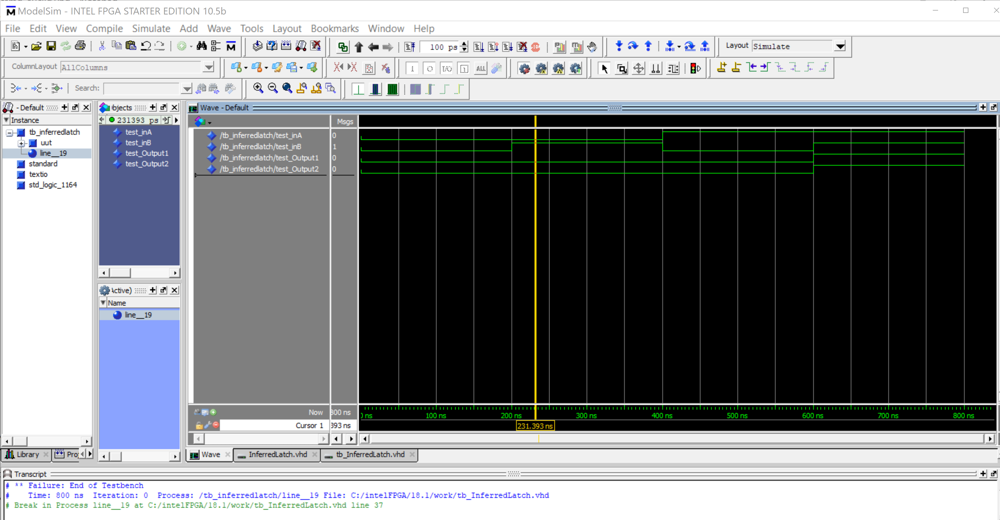 ModelSim - INTEL FPGA STARTER EDITION 10.5b
File Edit View Compile Simulate Add Wave Tools Layout Bookmarks Window Help
100 ps
Layout Simulate
ColumnLayout AllColumns
ALL
Search:
- Default
Instance
tb_inferredlatch
uut
line__19
standard
textio
std_logic_1164
bjects
231393 ps
test_inA
test_inB
test_Output1
test_Output2
ctive)
Name
line__19
Wave - Default
Msgs
/tb_inferredlatch/test_inA 0
/tb_inferredlatch/test_inB 1
/tb_inferredlatch/test_Output1 0
/tb_inferredlatch/test_Output2 0
Now 800 ns
Cursor 1 393 ns
0 ns 100 ns 200 ns 300 ns 400 ns 500 ns 600 ns 700 ns 800 ns
231.393 ns
Library Proj
Wave InferredLatch.vhd tb_InferredLatch.vhd
Transcript
# ** Failure: End of Testbench
# Time: 800 ns Iteration: 0 Process: /tb_inferredlatch/line__19 File: C:/intelFPGA/18.1/work/tb_InferredLatch.vhd
# Break in Process line__19 at C:/intelFPGA/18.1/work/tb_InferredLatch.vhd line 37